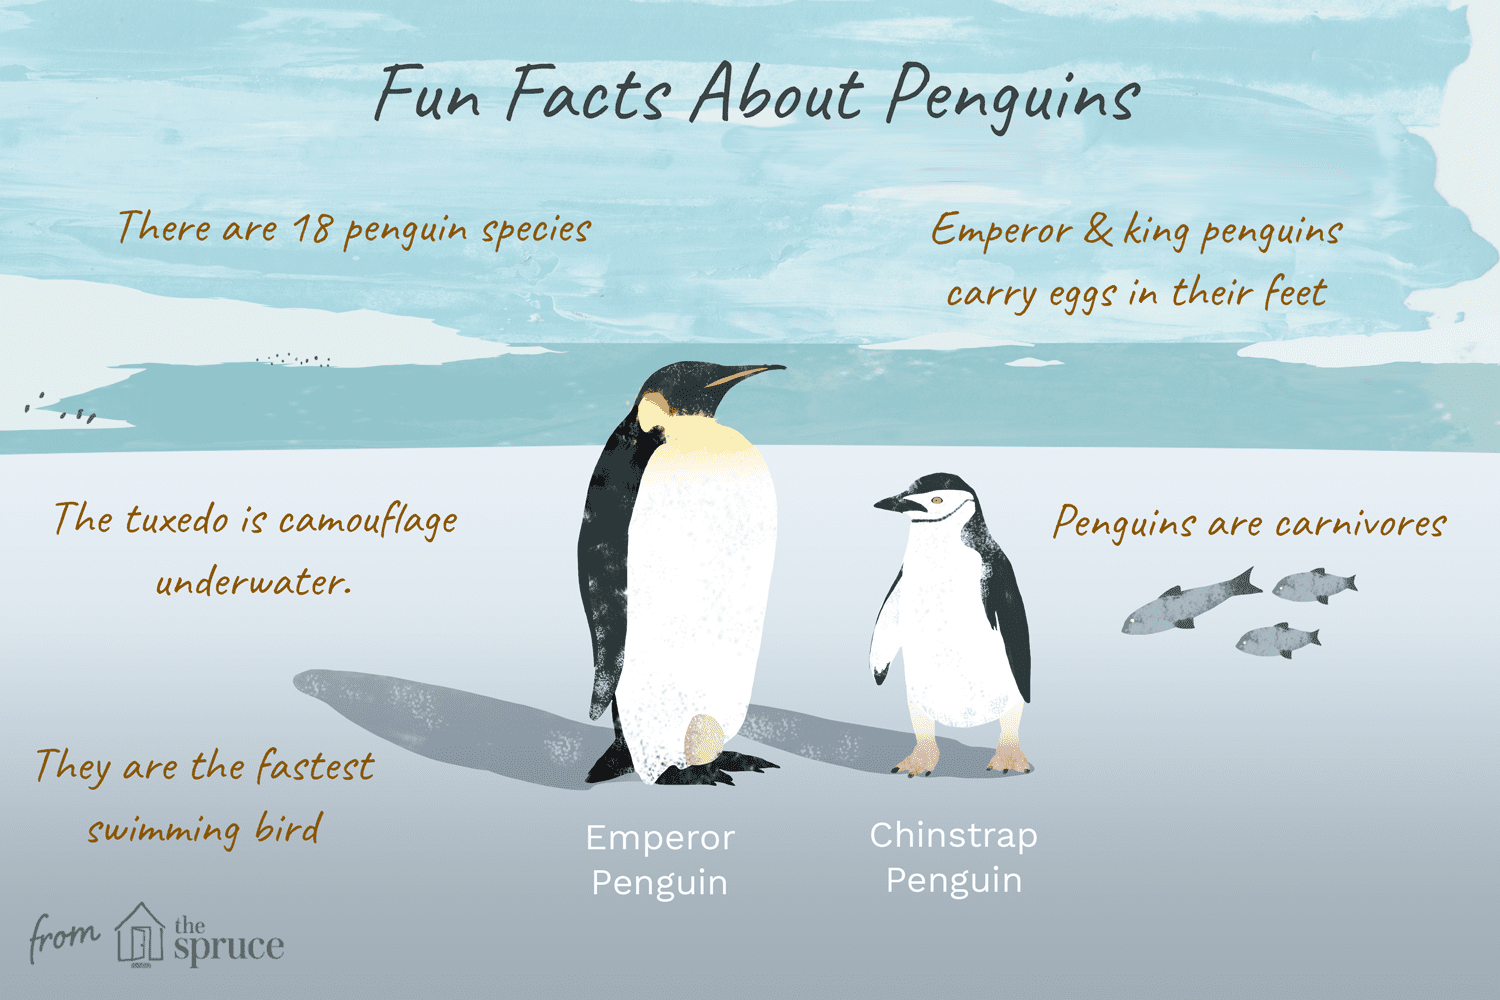 Fun Facts About Penguins
There are 18 penguin species
Emperor & king penguins
carry eggs in their feet
The tuxedo is camouflage
underwater.
Penguins are carnivores
They are the fastest
swimming bird
Emperor
Penguin
Chinstrap
Penguin
from the spruce